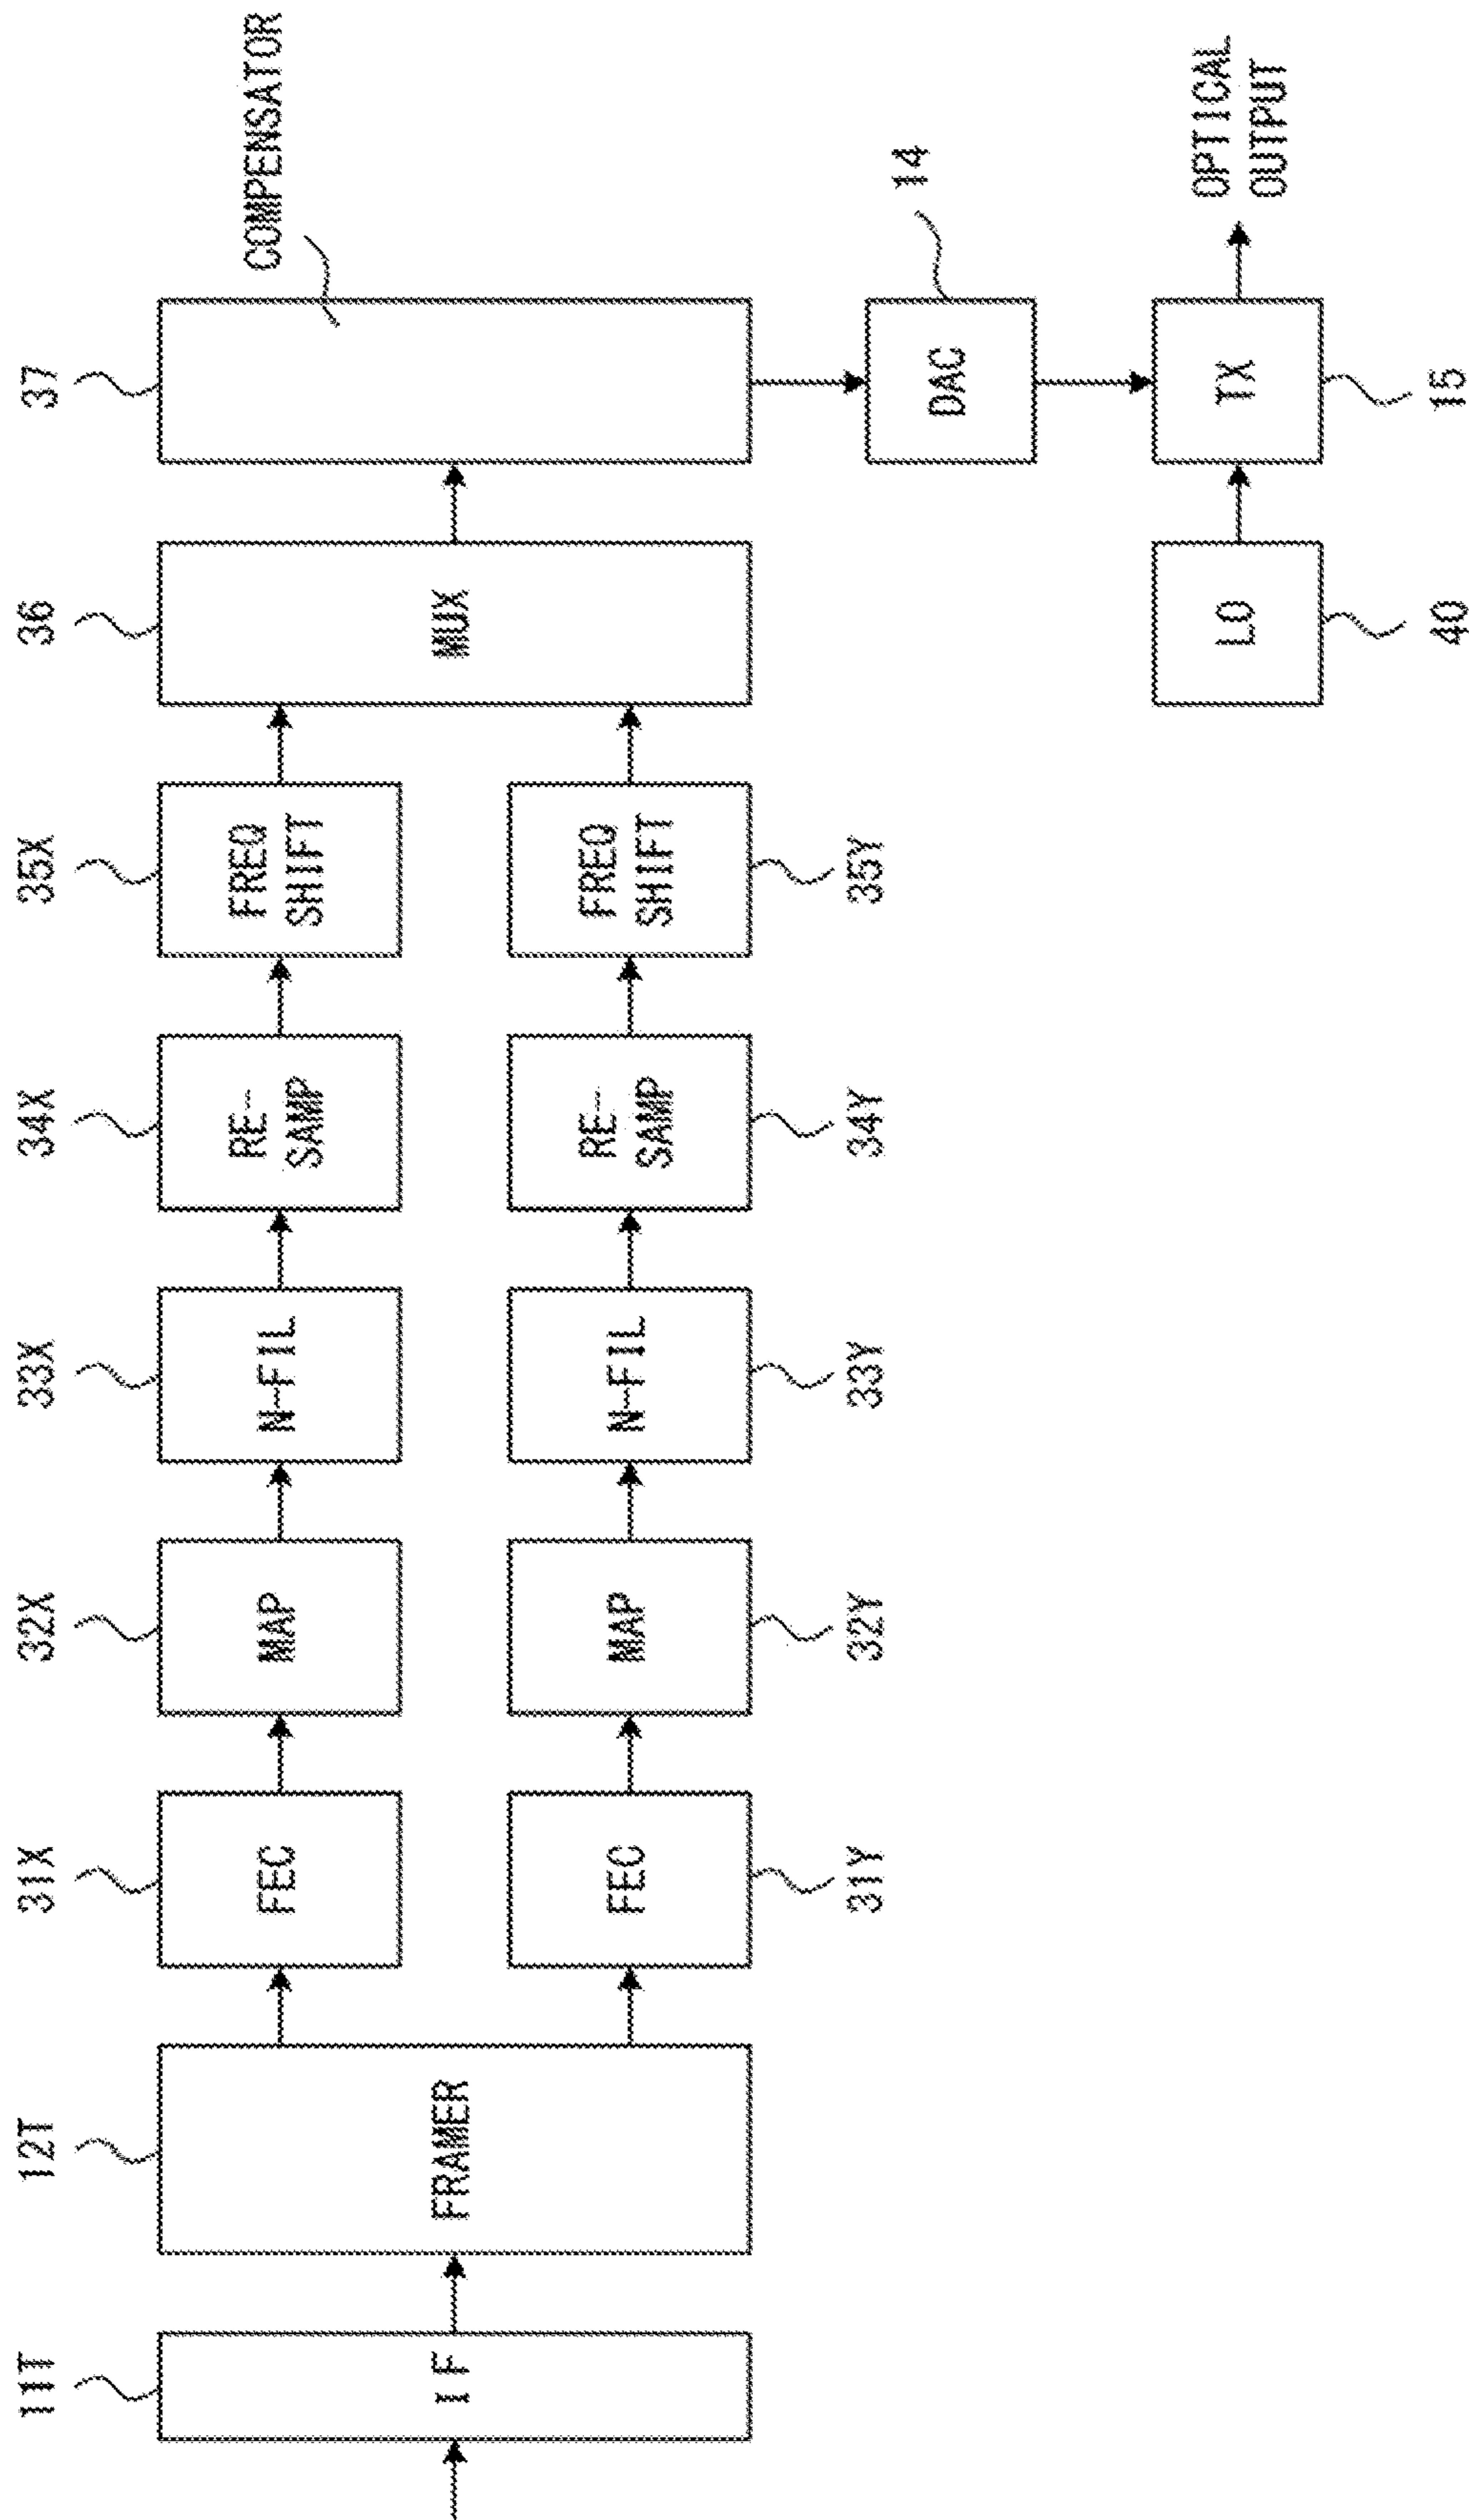 11T
12T
31X
32X
33X
34X
35X
36
37
COMPENSATOR
IF
FRAMER
FEC
MAP
N-FIL
RE-
SAMP
FREQ
SHIFT
MUX
FEC
MAP
N-FIL
RE-
SAMP
FREQ
SHIFT
31Y
32Y
33Y
34Y
35Y
DAC
14
LO
TX
OPTICAL
OUTPUT
40
15